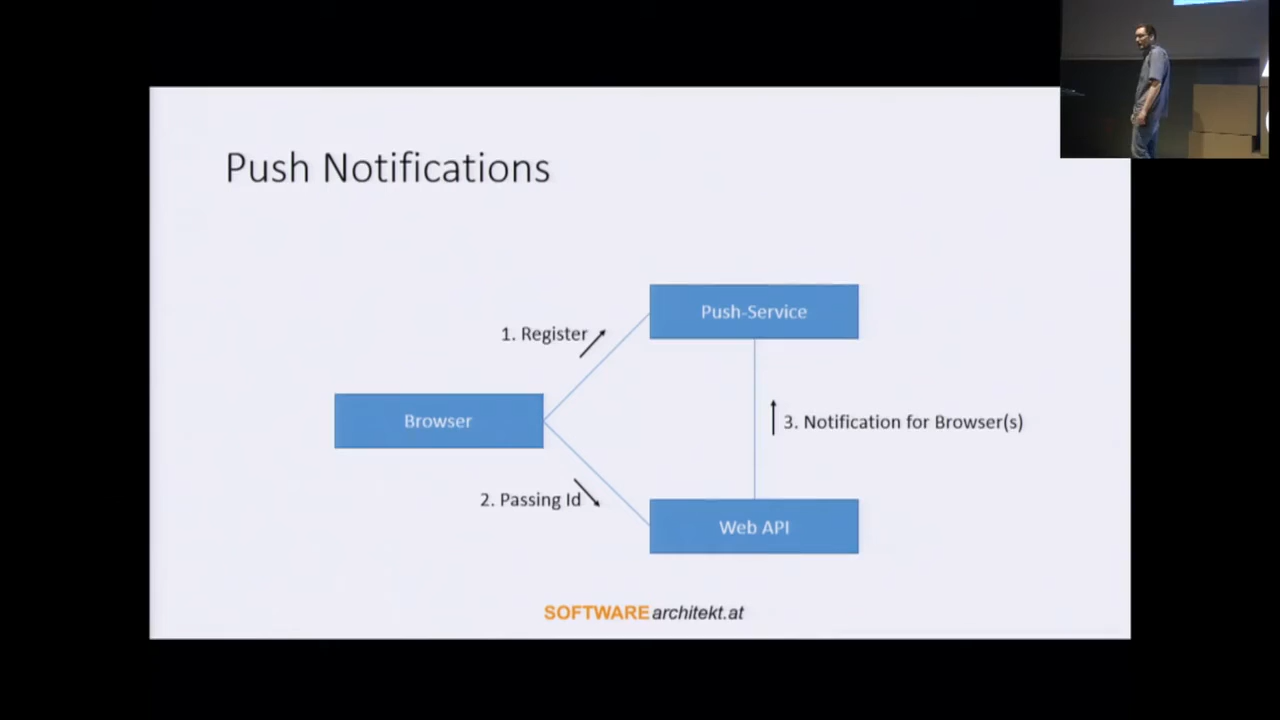 Push Notifications
Push-Service
1. Register
Browser
3. Notification for Browser(s)
2. Passing Id
Web API
SOFTWAREarchitekt.at